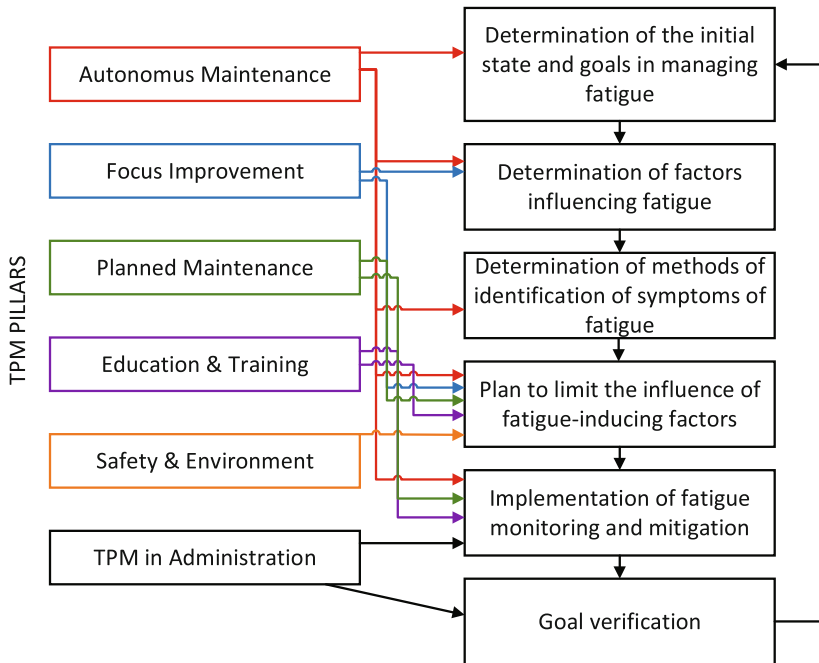 TPM PILLARS
Autonomus Maintenance
Focus Improvement
Planned Maintenance
Education & Training
Safety & Environment
TPM in Administration
Determination of the initial
state and goals in managing
fatigue
Determination of factors
influencing fatigue
Determination of methods of
identification of symptoms of
fatigue
Plan to limit the influence of
fatigue-inducing factors
Implementation of fatigue
monitoring and mitigation
Goal verification